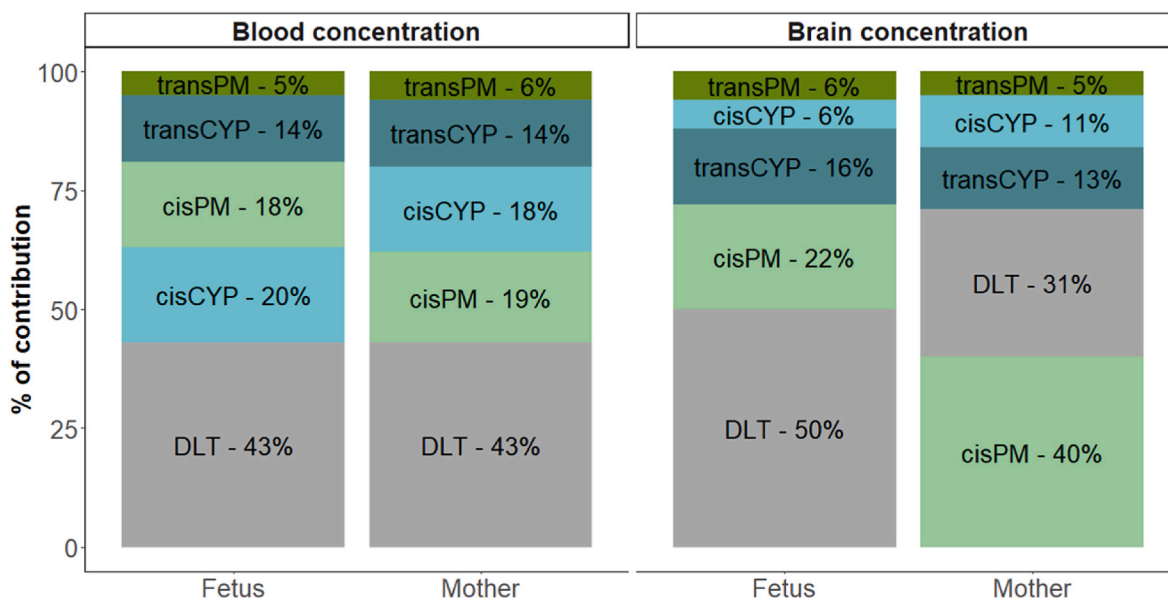 Blood concentration
Brain concentration
% of contribution
100
75
50
25
0
transPM - 5%
transCYP - 14%
cisPM - 18%
cisCYP - 20%
DLT - 43%
transPM - 6%
transCYP - 14%
cisCYP - 18%
cisPM - 19%
DLT - 43%
transPM - 6%
cisCYP - 6%
transCYP - 16%
cisPM - 22%
DLT - 50%
transPM - 5%
cisCYP - 11%
transCYP - 13%
DLT - 31%
cisPM - 40%
Fetus
Mother
Fetus
Mother